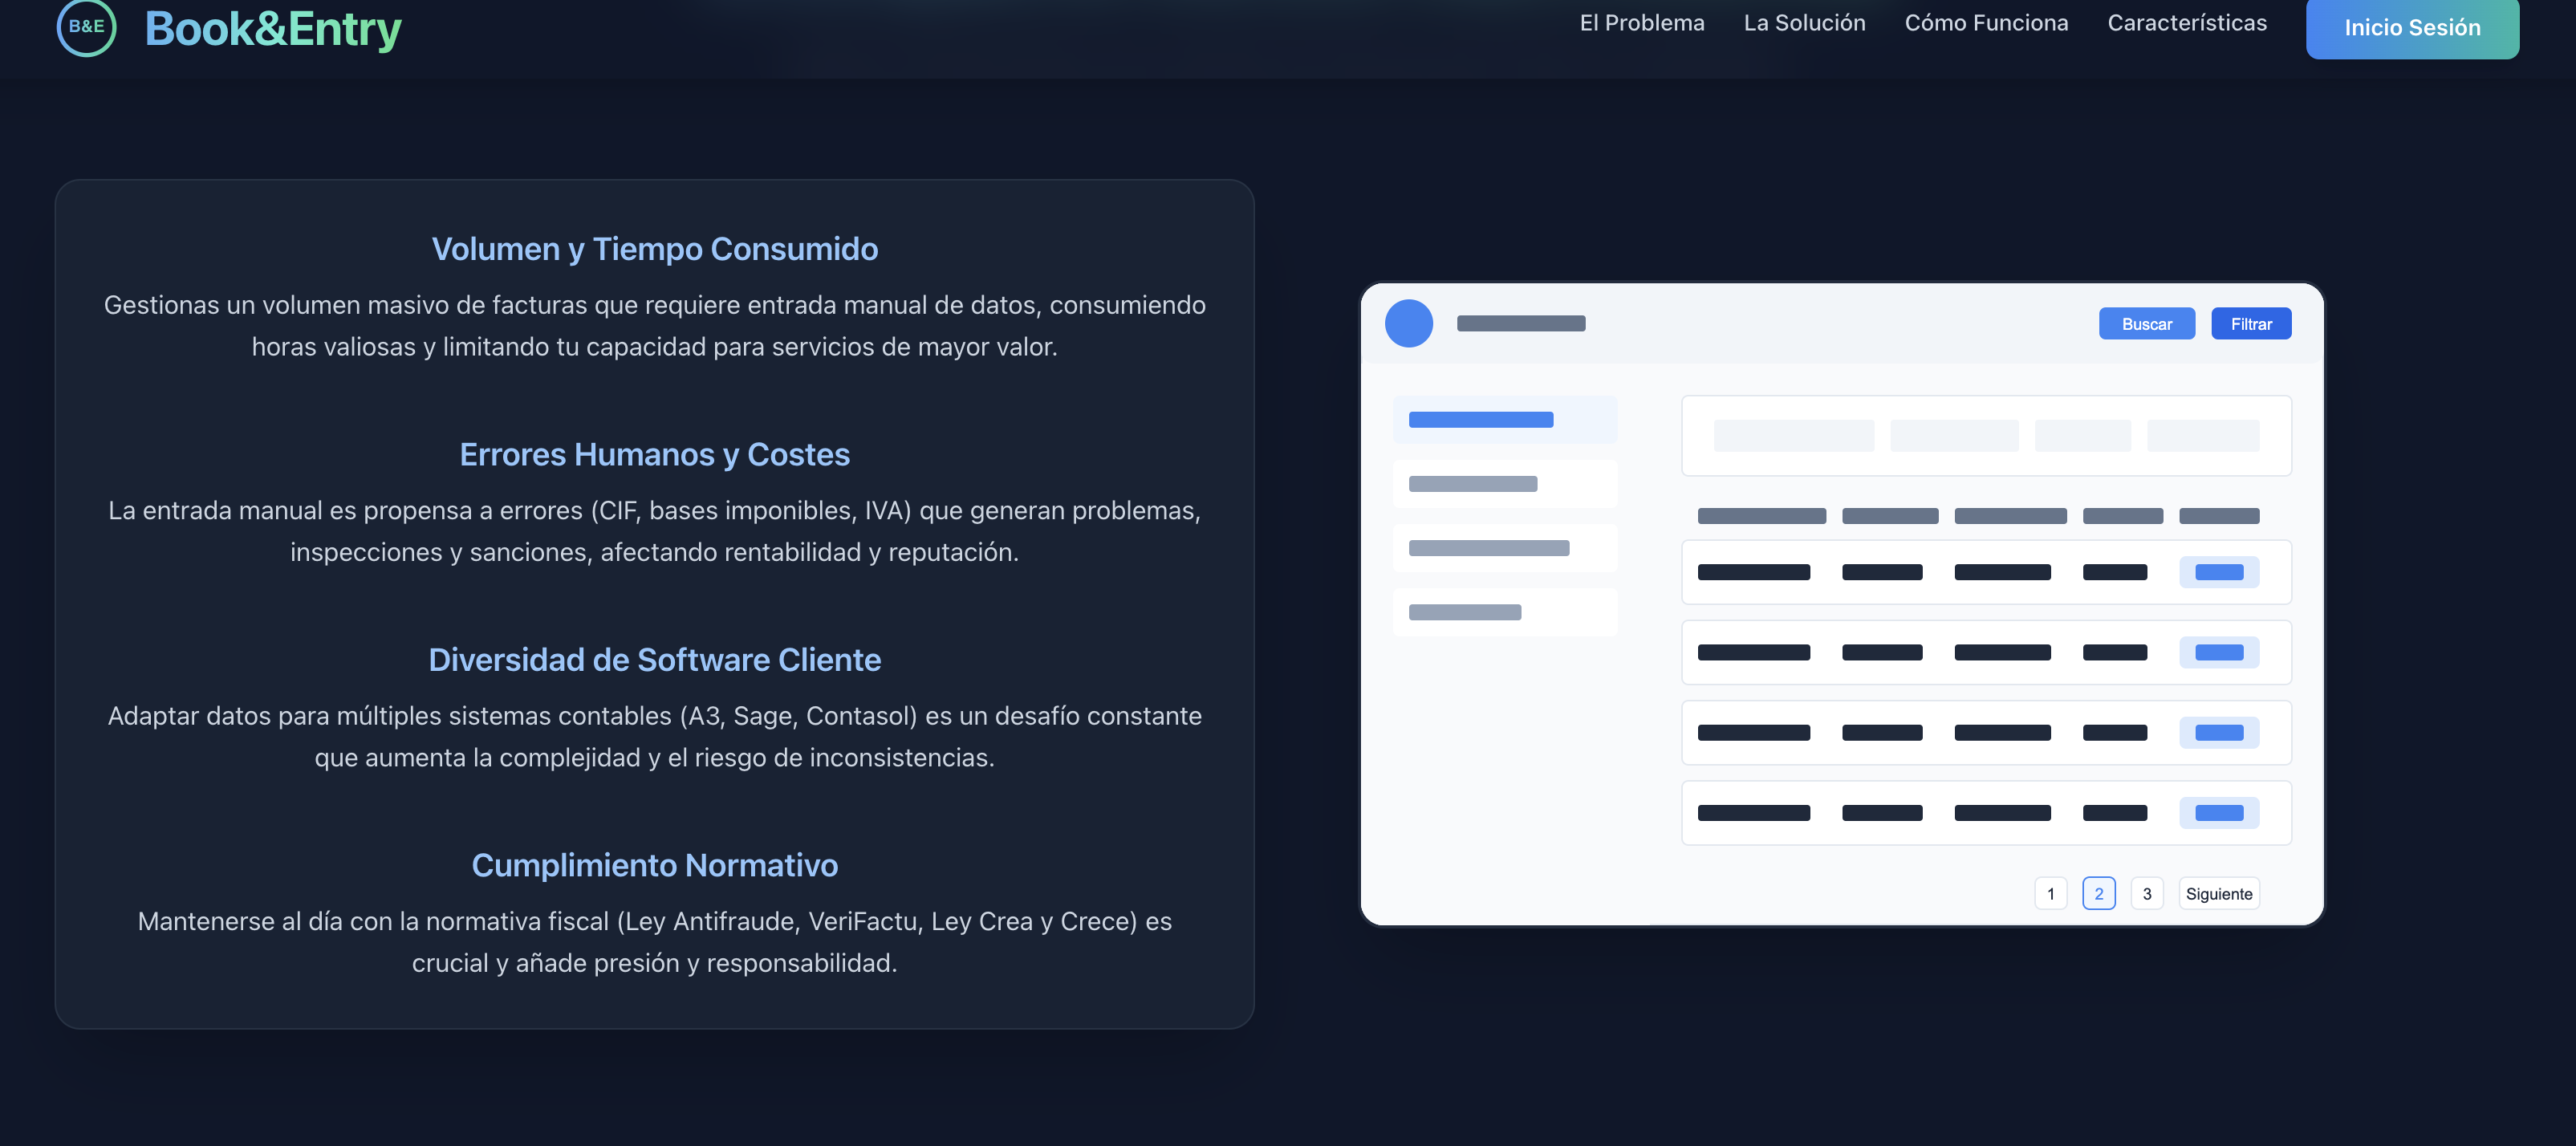 B&E
Book&Entry
El Problema
La Solución
Cómo Funciona
Características
Inicio Sesión
Volumen y Tiempo Consumido
Gestionas un volumen masivo de facturas que requiere entrada manual de datos, consumiendo
horas valiosas y limitando tu capacidad para servicios de mayor valor.
Errores Humanos y Costes
La entrada manual es propensa a errores (CIF, bases imponibles, IVA) que generan problemas,
inspecciones y sanciones, afectando rentabilidad y reputación.
Diversidad de Software Cliente
Adaptar datos para múltiples sistemas contables (A3, Sage, Contasol) es un desafío constante
que aumenta la complejidad y el riesgo de inconsistencias.
Cumplimiento Normativo
Mantenerse al día con la normativa fiscal (Ley Antifraude, VeriFactu, Ley Crea y Crece) es
crucial y añade presión y responsabilidad.
Buscar
Filtrar
1
2
3
Siguiente